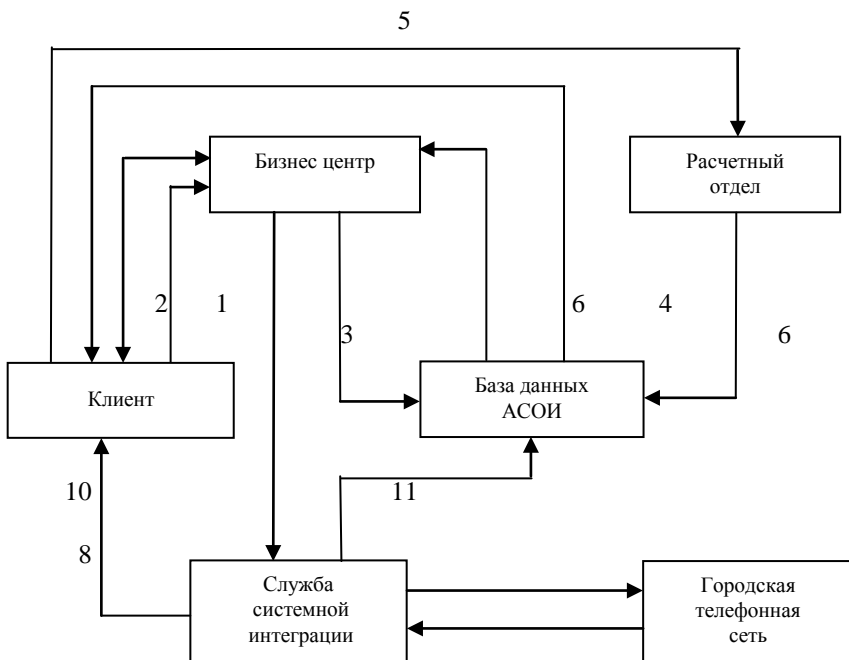 5
Бизнес центр
Расчетный
отдел
2
1
3
6
4
6
Клиент
База данных
АСОИ
10
11
8
Служба
системной
интеграции
Городская
телефонная
сеть